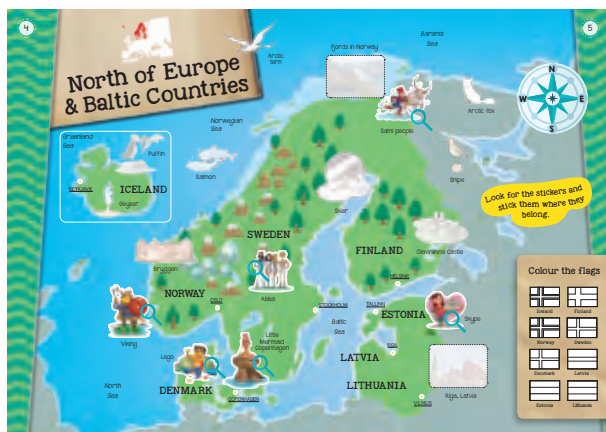 4
5
North of Europe
& Baltic Countries
Arctic
tern
Fjords in Norway
Barents
Sea
N
W
E
S
Greenland
Sea
Puffin
REYKJAVIK
ICELAND
Geyser
Norwegian
Sea
Salmon
Sami people
Arctic fox
Snipe
Look for the stickers and
stick them where they
belong.
Skier
SWEDEN
FINLAND
Olavinlinna Castle
Bryggen
HELSINKI
Abba
NORWAY
OSLO
STOCKHOLM
TALLINN
ESTONIA
Skype
Viking
Little
Mermaid
Copenhagen
Baltic
Sea
RIGA
Lego
LATVIA
DENMARK
LITHUANIA
North
Sea
COPENHAGEN
Riga, Latvia
VILNIUS
Colour the flags
Iceland
Finland
Norway
Sweden
Denmark
Latvia
Estonia
Lithuania